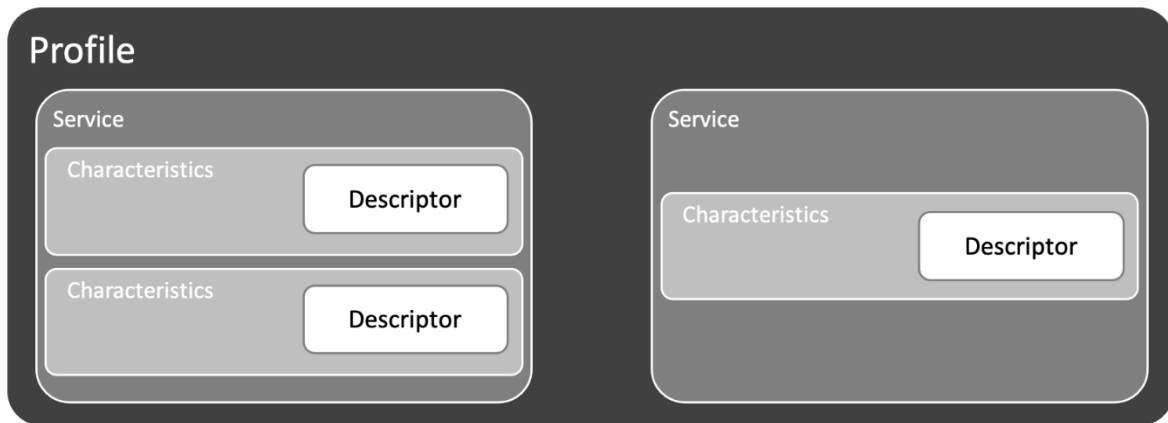 Profile
Service
Characteristics
Descriptor
Characteristics
Descriptor
Service
Characteristics
Descriptor